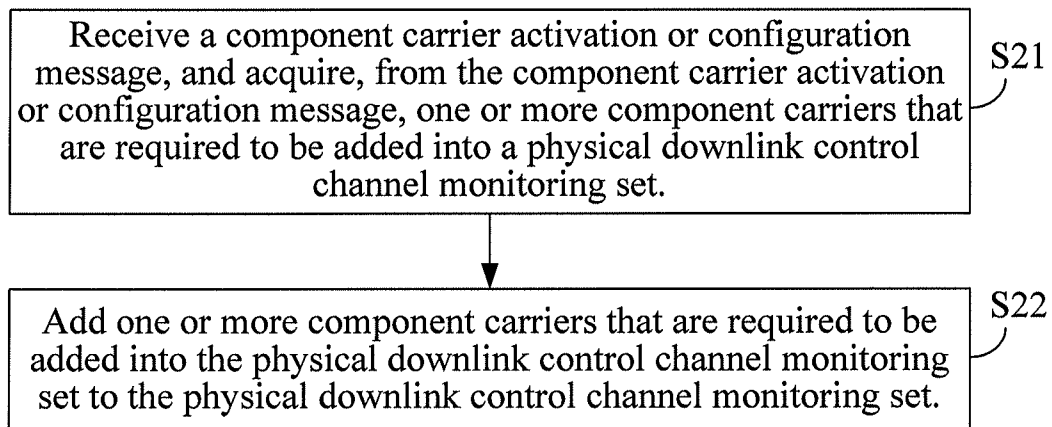 Receive a component carrier activation or configuration
message, and acquire, from the component carrier activation
or configuration message, one or more component carriers that
are required to be added into a physical downlink control
channel monitoring set.
S21
Add one or more component carriers that are required to be
added into the physical downlink control channel monitoring
set to the physical downlink control channel monitoring set.
S22